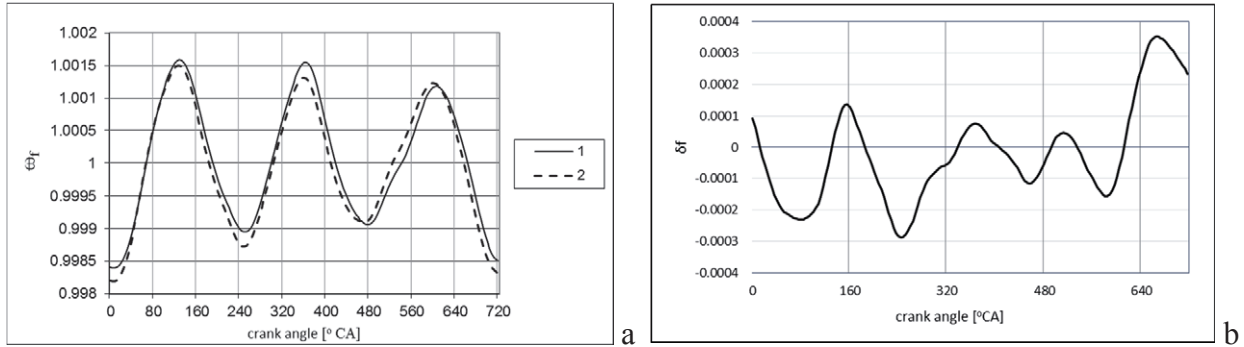 1.002
1.0015
1.001
1.0005
1
0.9995
0.999
0.9985
0.998
ω̄f
0 80 160 240 320 400 480 560 640 720
crank angle [° CA]
1
2
a
0.0004
0.0003
0.0002
0.0001
0
-0.0001
-0.0002
-0.0003
-0.0004
δf
0 160 320 480 640
crank angle [°CA]
b